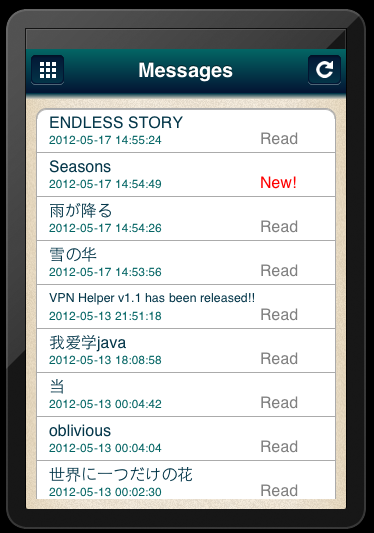 Messages
ENDLESS STORY
2012-05-17 14:55:24
Read
Seasons
2012-05-17 14:54:49
New!
雨が降る
2012-05-17 14:54:26
Read
雪の华
2012-05-17 14:53:56
Read
VPN Helper v1.1 has been released!!
2012-05-13 21:51:18
Read
我爱学java
2012-05-13 18:08:58
Read
当
2012-05-13 00:04:42
Read
oblivious
2012-05-13 00:04:04
Read
世界に一つだけの花
2012-05-13 00:02:30
Read